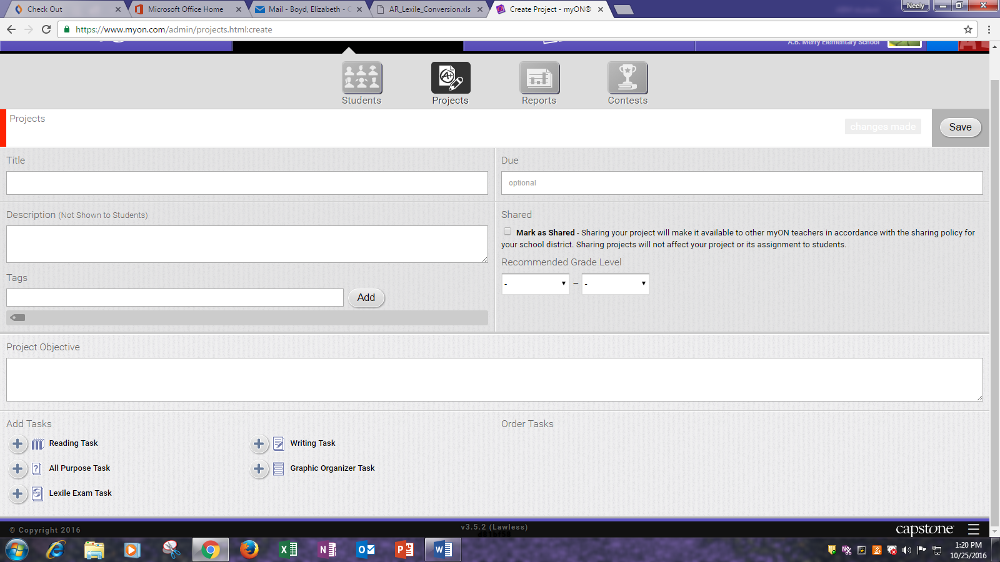 Check Out
Microsoft Office Home
Mail - Boyd, Elizabeth - C
AR_Lexile_Conversion.xls
Create Project - myON®
Neely
https://www.myon.com/admin/projects.html:create
A.B. Merry Elementary School
Students
Projects
Reports
Contests
Projects
changes made
Save
Title
Due
optional
Description (Not Shown to Students)
Shared
Mark as Shared - Sharing your project will make it available to other myON teachers in accordance with the sharing policy for
your school district. Sharing projects will not affect your project or its assignment to students.
Recommended Grade Level
- – -
Tags
Add
Project Objective
Add Tasks
Order Tasks
Reading Task
Writing Task
All Purpose Task
Graphic Organizer Task
Lexile Exam Task
© Copyright 2016
v3.5.2 (Lawless)
capstone
1:20 PM
10/25/2016